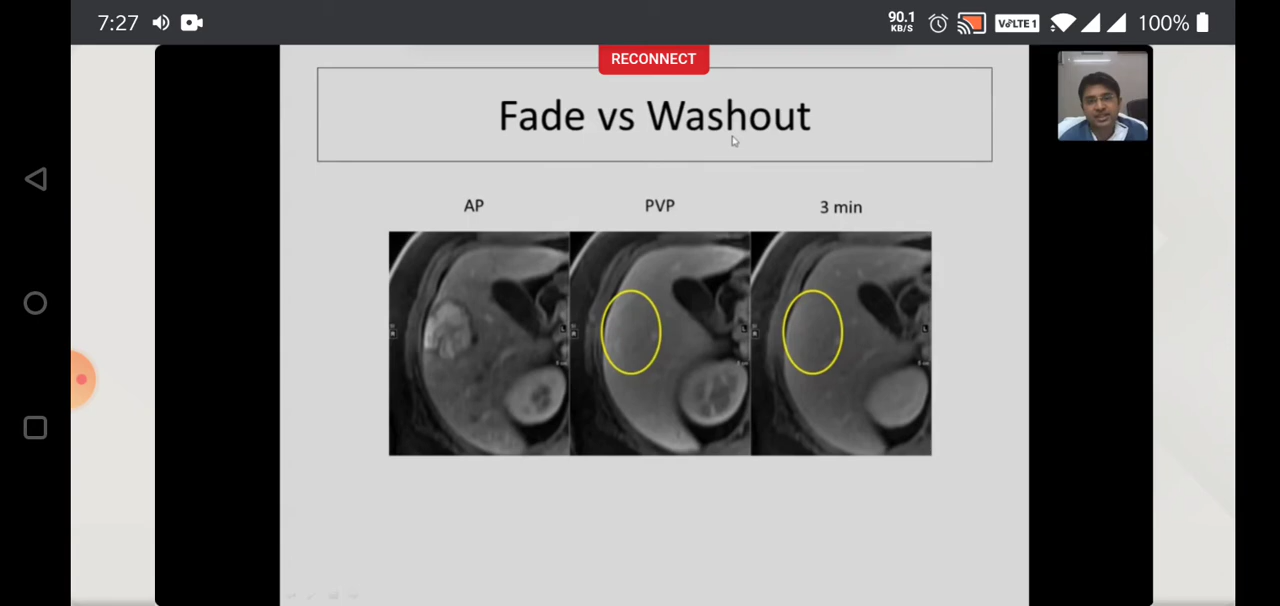 7:27
90.1
KB/S
VoLTE 1
100%
RECONNECT
Fade vs Washout
AP
PVP
3 min